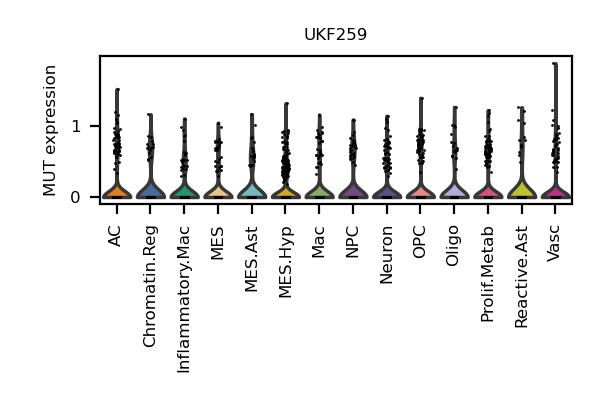 UKF259
MUT expression
1
0
AC
Chromatin.Reg
Inflammatory.Mac
MES
MES.Ast
MES.Hyp
Mac
NPC
Neuron
OPC
Oligo
Prolif.Metab
Reactive.Ast
Vasc